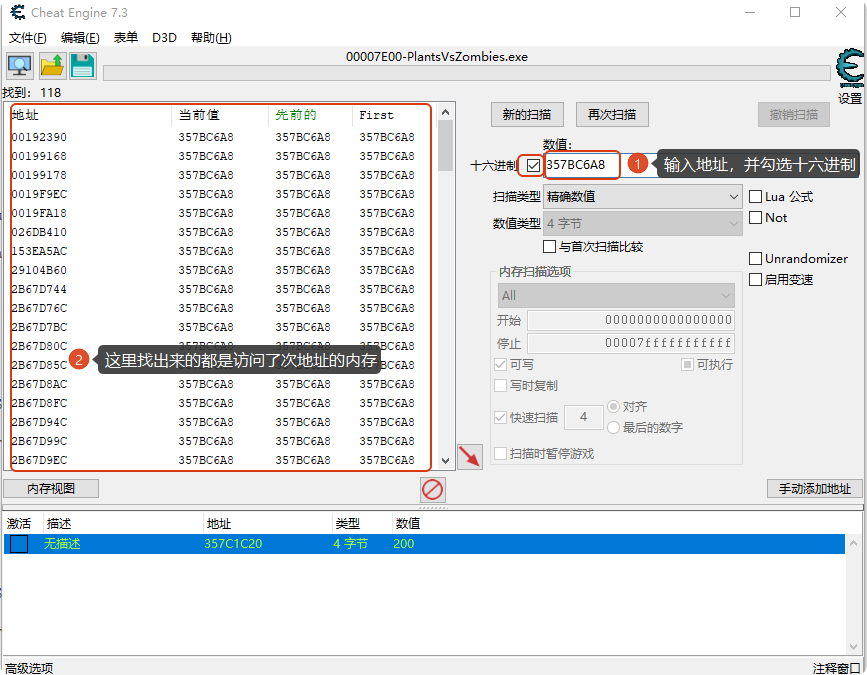 Cheat Engine 7.3
文件(F) 编辑(E) 表单 D3D 帮助(H)
00007E00-PlantsVsZombies.exe
找到: 118
设置
地址 当前值 先前的 First
00192390 357BC6A8 357BC6A8 357BC6A8
00199168 357BC6A8 357BC6A8 357BC6A8
00199178 357BC6A8 357BC6A8 357BC6A8
0019F9EC 357BC6A8 357BC6A8 357BC6A8
0019FA18 357BC6A8 357BC6A8 357BC6A8
026DB410 357BC6A8 357BC6A8 357BC6A8
153EA5AC 357BC6A8 357BC6A8 357BC6A8
29104B60 357BC6A8 357BC6A8 357BC6A8
2B67D744 357BC6A8 357BC6A8 357BC6A8
2B67D76C 357BC6A8 357BC6A8 357BC6A8
2B67D7BC 357BC6A8 357BC6A8 357BC6A8
2B67D80C 357BC6A8 357BC6A8 357BC6A8
2B67D85C
2 这里找出来的都是访问了次地址的内存
2B67D8AC 357BC6A8 357BC6A8 357BC6A8
2B67D8FC 357BC6A8 357BC6A8 357BC6A8
2B67D94C 357BC6A8 357BC6A8 357BC6A8
2B67D99C 357BC6A8 357BC6A8 357BC6A8
2B67D9EC 357BC6A8 357BC6A8 357BC6A8
新的扫描 再次扫描 撤销扫描
数值:
十六进制 357BC6A8
1 输入地址，并勾选十六进制
扫描类型 精确数值 Lua 公式
数值类型 4 字节 Not
与首次扫描比较
Unrandomizer
启用变速
内存扫描选项
All
开始 0000000000000000
停止 00007fffffffffff
可写 可执行
写时复制
快速扫描 4 对齐
最后的数字
扫描时暂停游戏
内存视图 手动添加地址
激活 描述 地址 类型 数值
无描述 357C1C20 4 字节 200
高级选项 注释窗口